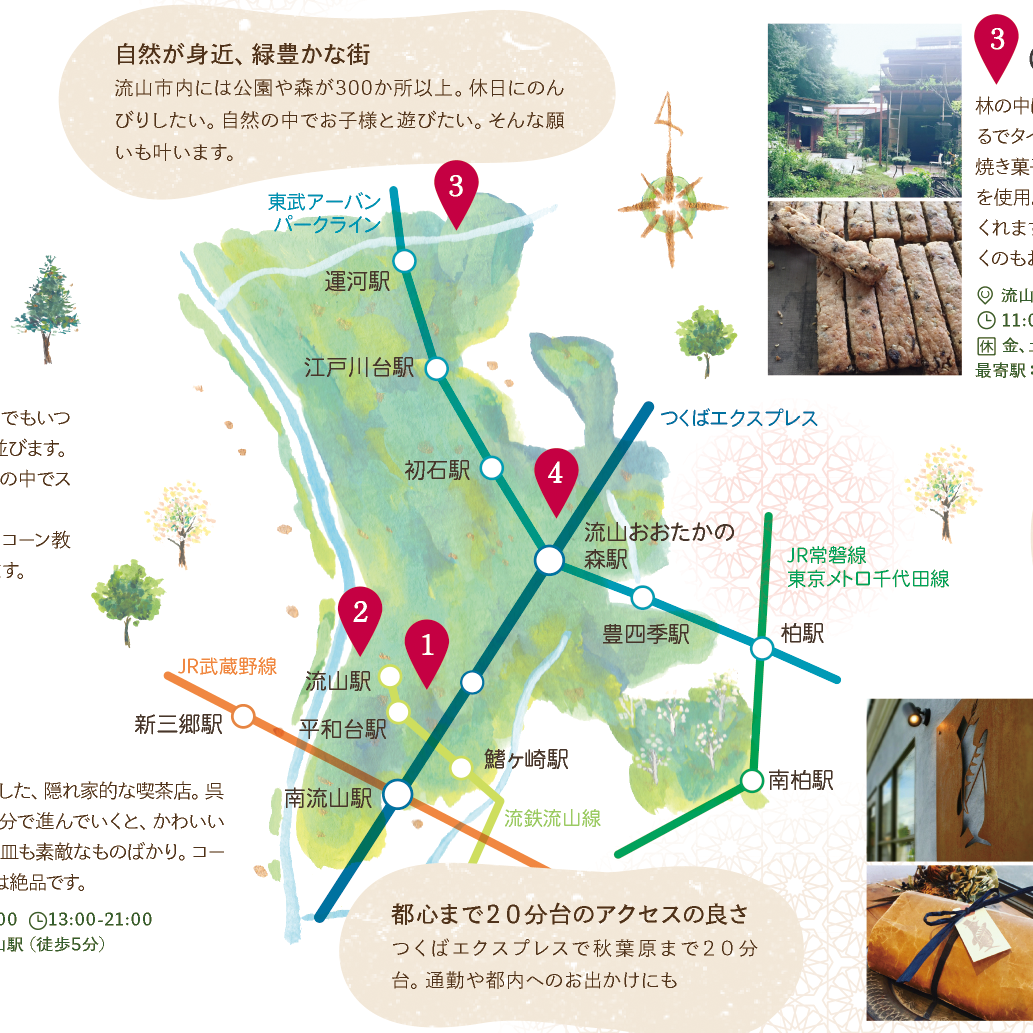 自然が身近、緑豊かな街
流山市内には公園や森が300か所以上。休日にのん
びりしたい。自然の中でお子様と遊びたい。そんな願
いも叶います。
3
林の中
るでタイ
焼き菓子
を使用
くれます
くのもお
流山
11:0
休 金、
最寄駅:
東武アーバン
パークライン
3
運河駅
江戸川台駅
初石駅
つくばエクスプレス
4
流山おおたかの
森駅
JR常磐線
東京メトロ千代田線
豊四季駅
柏駅
でもいつ
並びます。
の中でス
コーン教
す。
2
1
JR武蔵野線
流山駅
新三郷駅
平和台駅
鰭ヶ崎駅
南流山駅
流鉄流山線
南柏駅
した、隠れ家的な喫茶店。呉
分で進んでいくと、かわいい
皿も素敵なものばかり。コー
は絶品です。
00 13:00-21:00
山駅(徒歩5分)
都心まで20分台のアクセスの良さ
つくばエクスプレスで秋葉原まで20分
台。通勤や都内へのお出かけにも